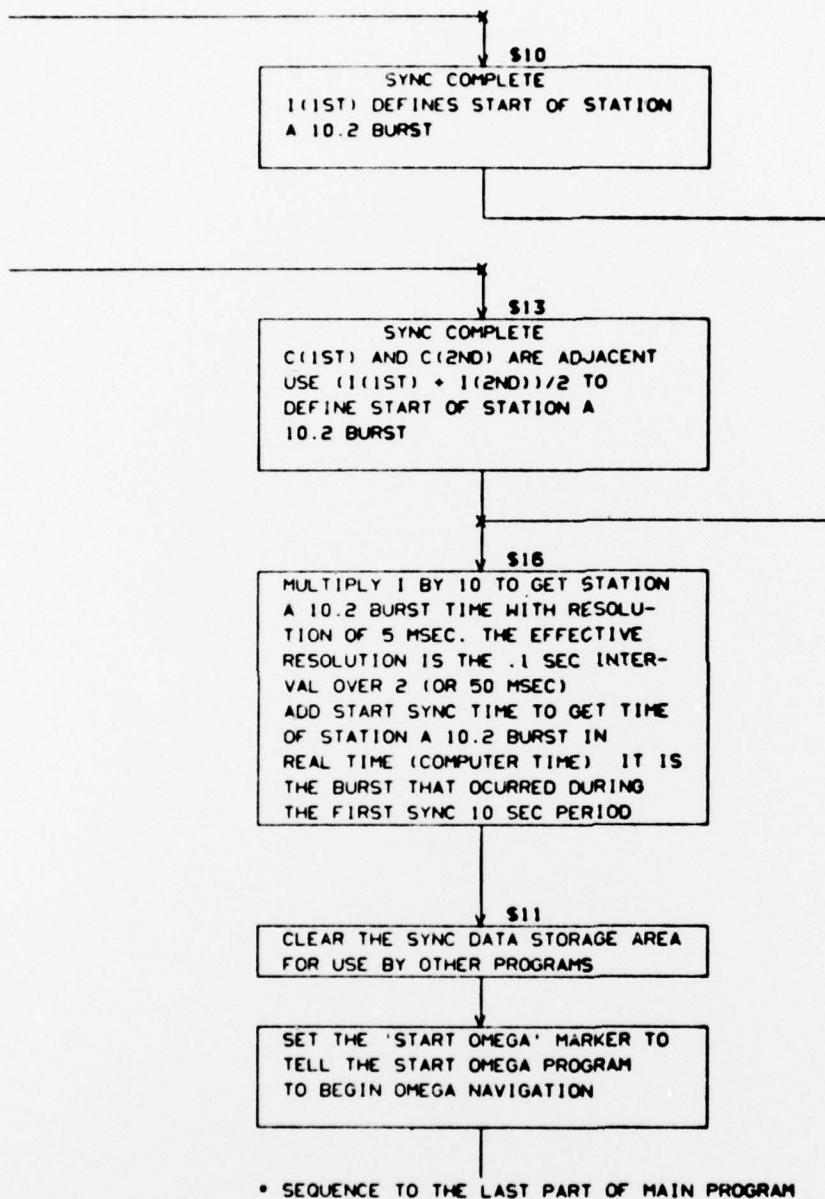 $10
SYNC COMPLETE
I(1ST) DEFINES START OF STATION
A 10.2 BURST
$13
SYNC COMPLETE
C(1ST) AND C(2ND) ARE ADJACENT
USE (I(1ST) + I(2ND))/2 TO
DEFINE START OF STATION A
10.2 BURST
$16
MULTIPLY I BY 10 TO GET STATION
A 10.2 BURST TIME WITH RESOLU-
TION OF 5 MSEC. THE EFFECTIVE
RESOLUTION IS THE .1 SEC INTER-
VAL OVER 2 (OR 50 MSEC)
ADD START SYNC TIME TO GET TIME
OF STATION A 10.2 BURST IN
REAL TIME (COMPUTER TIME) IT IS
THE BURST THAT OCURRED DURING
THE FIRST SYNC 10 SEC PERIOD
$11
CLEAR THE SYNC DATA STORAGE AREA
FOR USE BY OTHER PROGRAMS
SET THE 'START OMEGA' MARKER TO
TELL THE START OMEGA PROGRAM
TO BEGIN OMEGA NAVIGATION
* SEQUENCE TO THE LAST PART OF MAIN PROGRAM